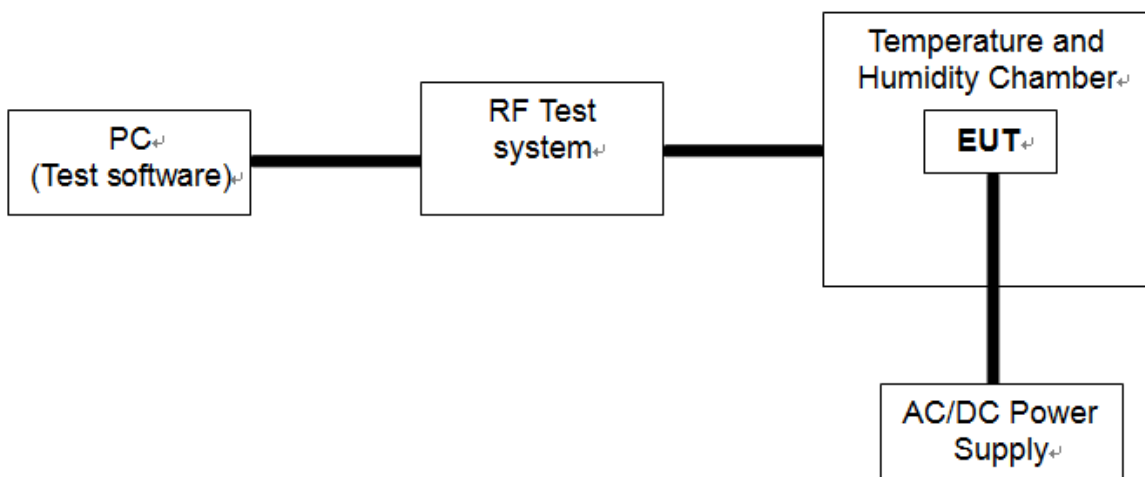 PC
(Test software)
RF Test
system
Temperature and
Humidity Chamber
EUT
AC/DC Power
Supply